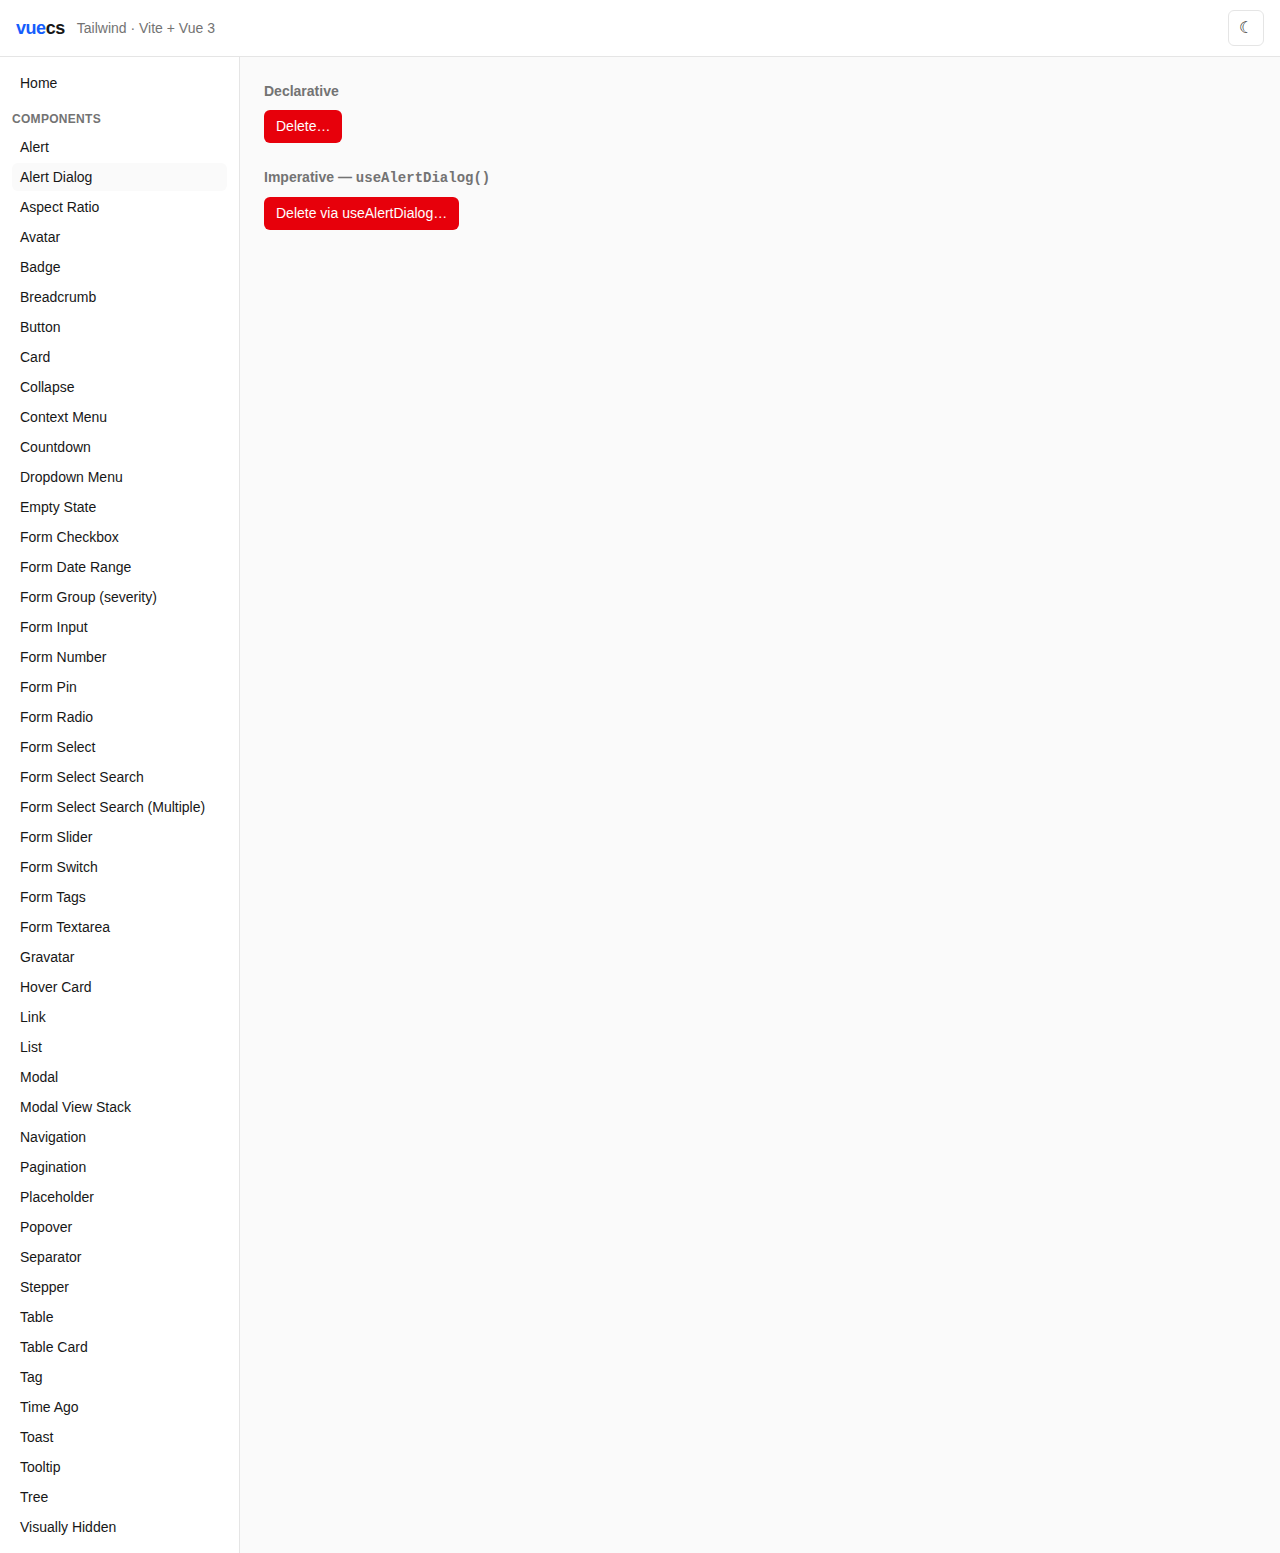 vuecs Tailwind · Vite + Vue 3
Home
COMPONENTS
Alert
Alert Dialog
Aspect Ratio
Avatar
Badge
Breadcrumb
Button
Card
Collapse
Context Menu
Countdown
Dropdown Menu
Empty State
Form Checkbox
Form Date Range
Form Group (severity)
Form Input
Form Number
Form Pin
Form Radio
Form Select
Form Select Search
Form Select Search (Multiple)
Form Slider
Form Switch
Form Tags
Form Textarea
Gravatar
Hover Card
Link
List
Modal
Modal View Stack
Navigation
Pagination
Placeholder
Popover
Separator
Stepper
Table
Table Card
Tag
Time Ago
Toast
Tooltip
Tree
Visually Hidden
Declarative
Delete…
Imperative — useAlertDialog()
Delete via useAlertDialog…